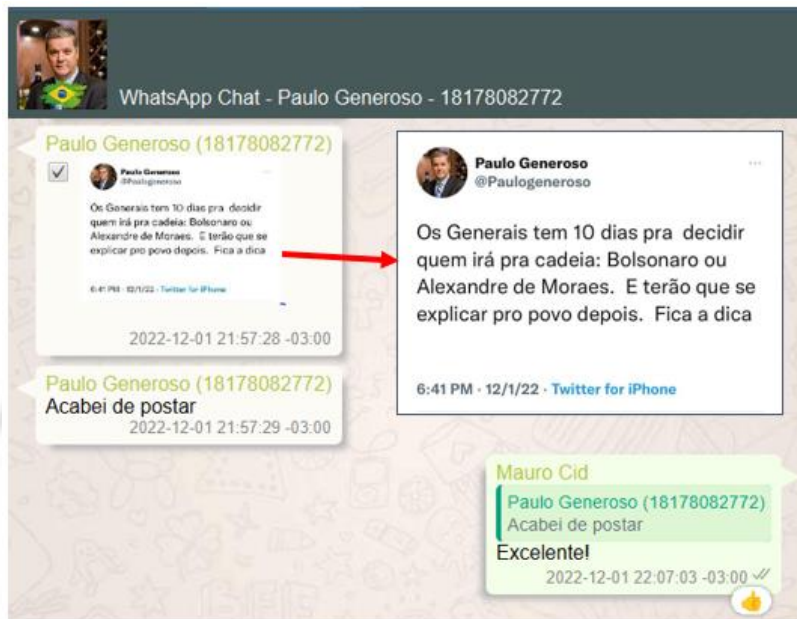 WhatsApp Chat - Paulo Generoso - 18178082772
Paulo Generoso (18178082772)
Paulo Generoso
@Paulogeneroso
Os Generais tem 10 dias pra decidir
quem irá pra cadeia: Bolsonaro ou
Alexandre de Moraes. E terão que se
explicar pro povo depois. Fica a dica
6:41 PM · 12/1/22 · Twitter for iPhone
2022-12-01 21:57:28 -03:00
Paulo Generoso
@Paulogeneroso
Os Generais tem 10 dias pra decidir
quem irá pra cadeia: Bolsonaro ou
Alexandre de Moraes. E terão que se
explicar pro povo depois. Fica a dica
6:41 PM · 12/1/22 · Twitter for iPhone
Paulo Generoso (18178082772)
Acabei de postar
2022-12-01 21:57:29 -03:00
Mauro Cid
Paulo Generoso (18178082772)
Acabei de postar
Excelente!
2022-12-01 22:07:03 -03:00